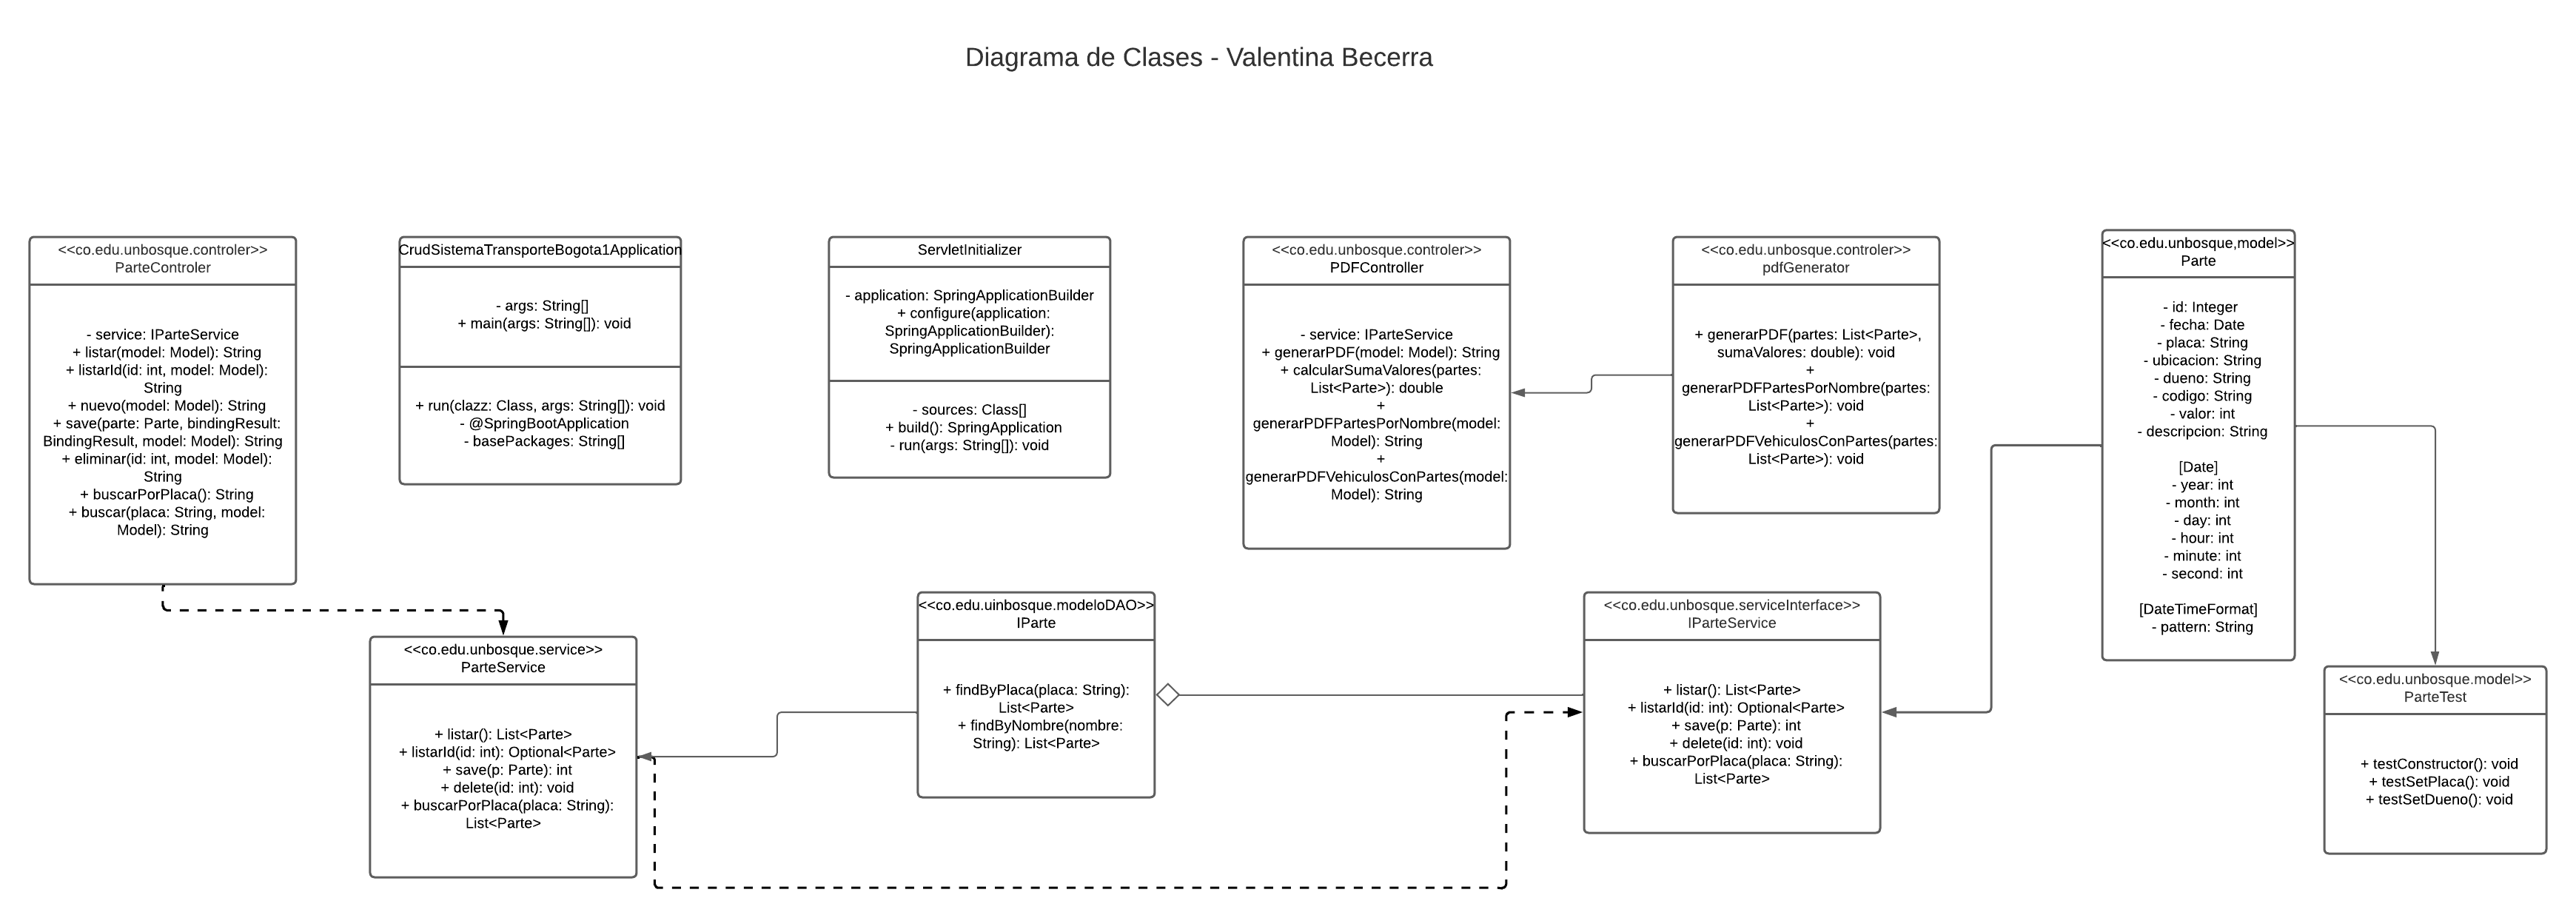 Diagrama de Clases - Valentina Becerra
<<co.edu.unbosque.controler>>
ParteControler
- service: IParteService
+ listar(model: Model): String
+ listarId(id: int, model: Model):
String
+ nuevo(model: Model): String
+ save(parte: Parte, bindingResult:
BindingResult, model: Model): String
+ eliminar(id: int, model: Model):
String
+ buscarPorPlaca(): String
+ buscar(placa: String, model:
Model): String
CrudSistemaTransporteBogota1Application
- args: String[]
+ main(args: String[]): void
+ run(clazz: Class, args: String[]): void
- @SpringBootApplication
- basePackages: String[]
ServletInitializer
- application: SpringApplicationBuilder
+ configure(application:
SpringApplicationBuilder):
SpringApplicationBuilder
- sources: Class[]
+ build(): SpringApplication
- run(args: String[]): void
<<co.edu.unbosque.controler>>
PDFController
- service: IParteService
+ generarPDF(model: Model): String
+ calcularSumaValores(partes:
List<Parte>): double
+
generarPDFPartesPorNombre(model:
Model): String
+
generarPDFVehiculosConPartes(model:
Model): String
<<co.edu.unbosque.controler>>
pdfGenerator
+ generarPDF(partes: List<Parte>,
sumaValores: double): void
+
generarPDFPartesPorNombre(partes:
List<Parte>): void
+
generarPDFVehiculosConPartes(partes:
List<Parte>): void
<<co.edu.unbosque,model>>
Parte
- id: Integer
- fecha: Date
- placa: String
- ubicacion: String
- dueno: String
- codigo: String
- valor: int
- descripcion: String
[Date]
- year: int
- month: int
- day: int
- hour: int
- minute: int
- second: int
[DateTimeFormat]
- pattern: String
<<co.edu.unbosque.service>>
ParteService
+ listar(): List<Parte>
+ listarId(id: int): Optional<Parte>
+ save(p: Parte): int
+ delete(id: int): void
+ buscarPorPlaca(placa: String):
List<Parte>
<<co.edu.uinbosque.modeloDAO>>
IParte
+ findByPlaca(placa: String):
List<Parte>
+ findByNombre(nombre:
String): List<Parte>
<<co.edu.unbosque.serviceInterface>>
IParteService
+ listar(): List<Parte>
+ listarId(id: int): Optional<Parte>
+ save(p: Parte): int
+ delete(id: int): void
+ buscarPorPlaca(placa: String):
List<Parte>
<<co.edu.unbosque.model>>
ParteTest
+ testConstructor(): void
+ testSetPlaca(): void
+ testSetDueno(): void